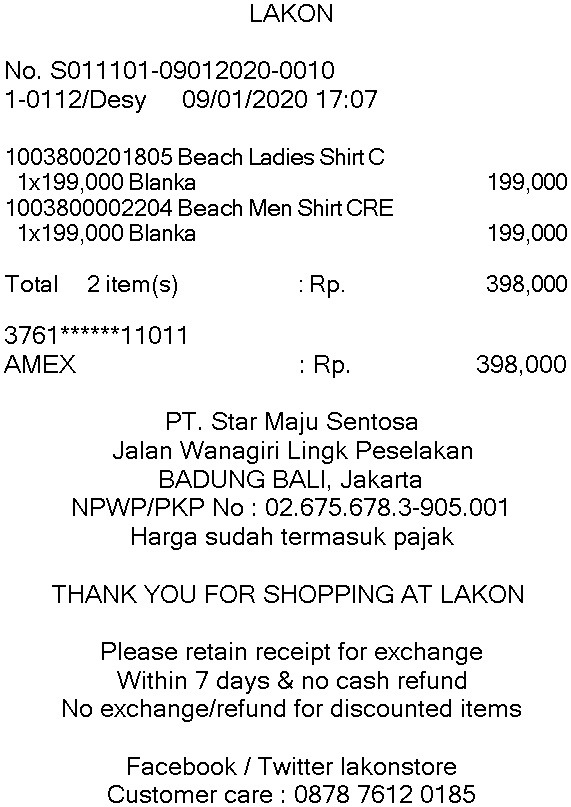 LAKON
No. S011101-09012020-0010
1-0112/Desy 09/01/2020 17:07
1003800201805 Beach Ladies Shirt C
1x199,000 Blanka 199,000
1003800002204 Beach Men Shirt CRE
1x199,000 Blanka 199,000
Total 2 item(s) : Rp. 398,000
3761******11011
AMEX : Rp. 398,000
PT. Star Maju Sentosa
Jalan Wanagiri Lingk Peselakan
BADUNG BALI, Jakarta
NPWP/PKP No : 02.675.678.3-905.001
Harga sudah termasuk pajak
THANK YOU FOR SHOPPING AT LAKON
Please retain receipt for exchange
Within 7 days & no cash refund
No exchange/refund for discounted items
Facebook / Twitter lakonstore
Customer care : 0878 7612 0185